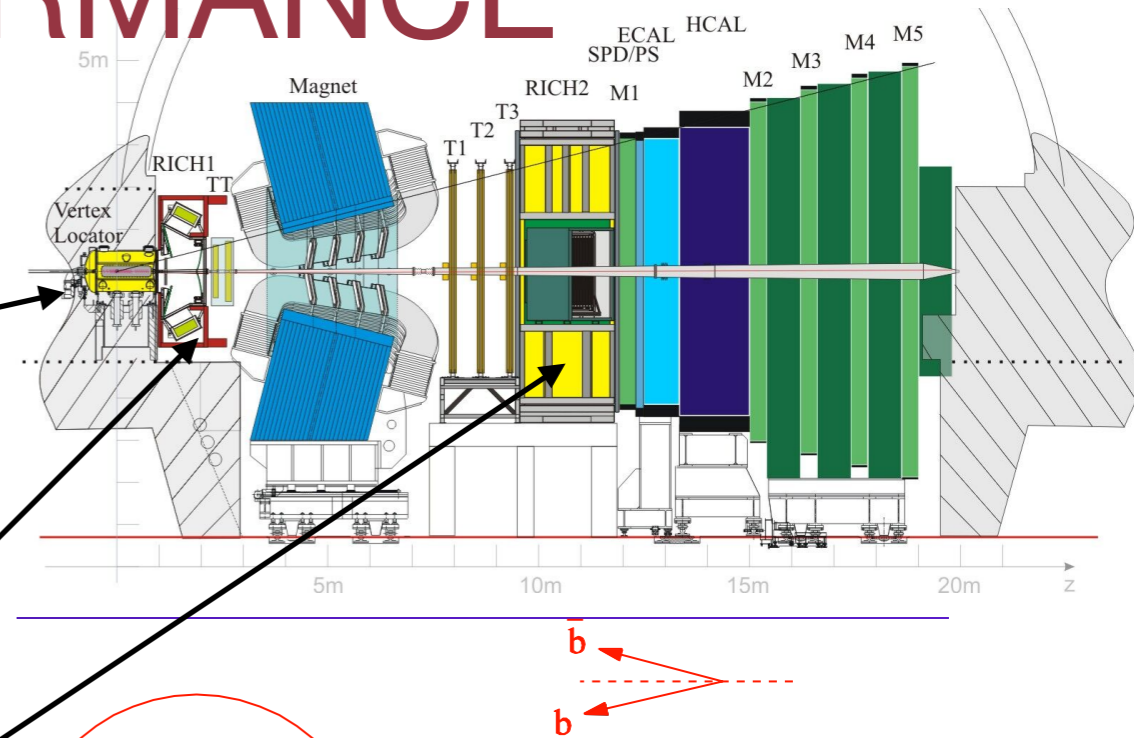 RMANCE
ECAL HCAL
SPD/PS
M4 M5
M3
M2
5m
Magnet
RICH2 M1
T3
T2
T1
RICH1
TT
Vertex
Locator
5m 10m 15m 20m z
b̅
b